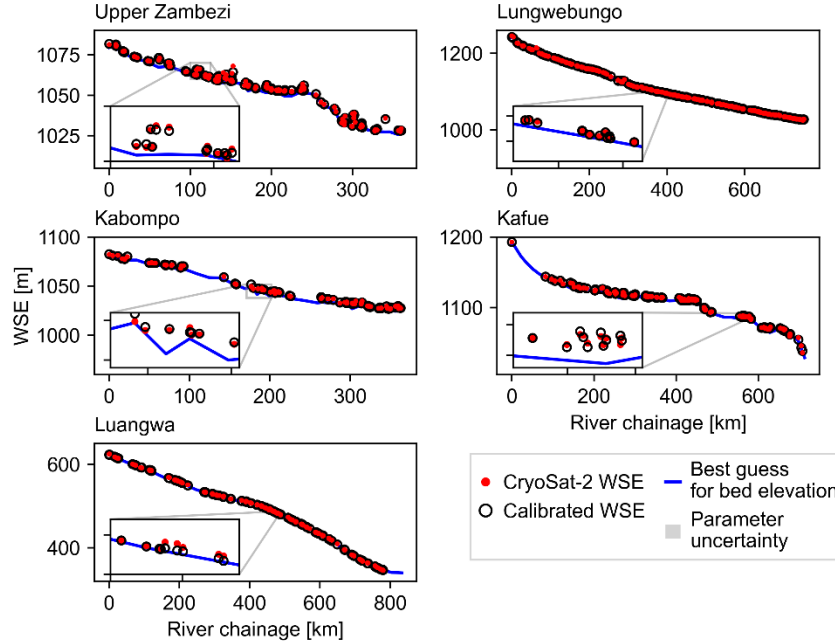 Upper Zambezi
1075
1050
1025
0
100
200
300
Lungwebungo
1200
1000
0
200
400
600
Kabompo
1100
1050
1000
0
100
200
300
WSE [m]
Kafue
1200
1100
0
200
400
600
800
River chainage [km]
Luangwa
600
400
0
200
400
600
800
River chainage [km]
CryoSat-2 WSE
Calibrated WSE
Best guess
for bed elevation
Parameter
uncertainty